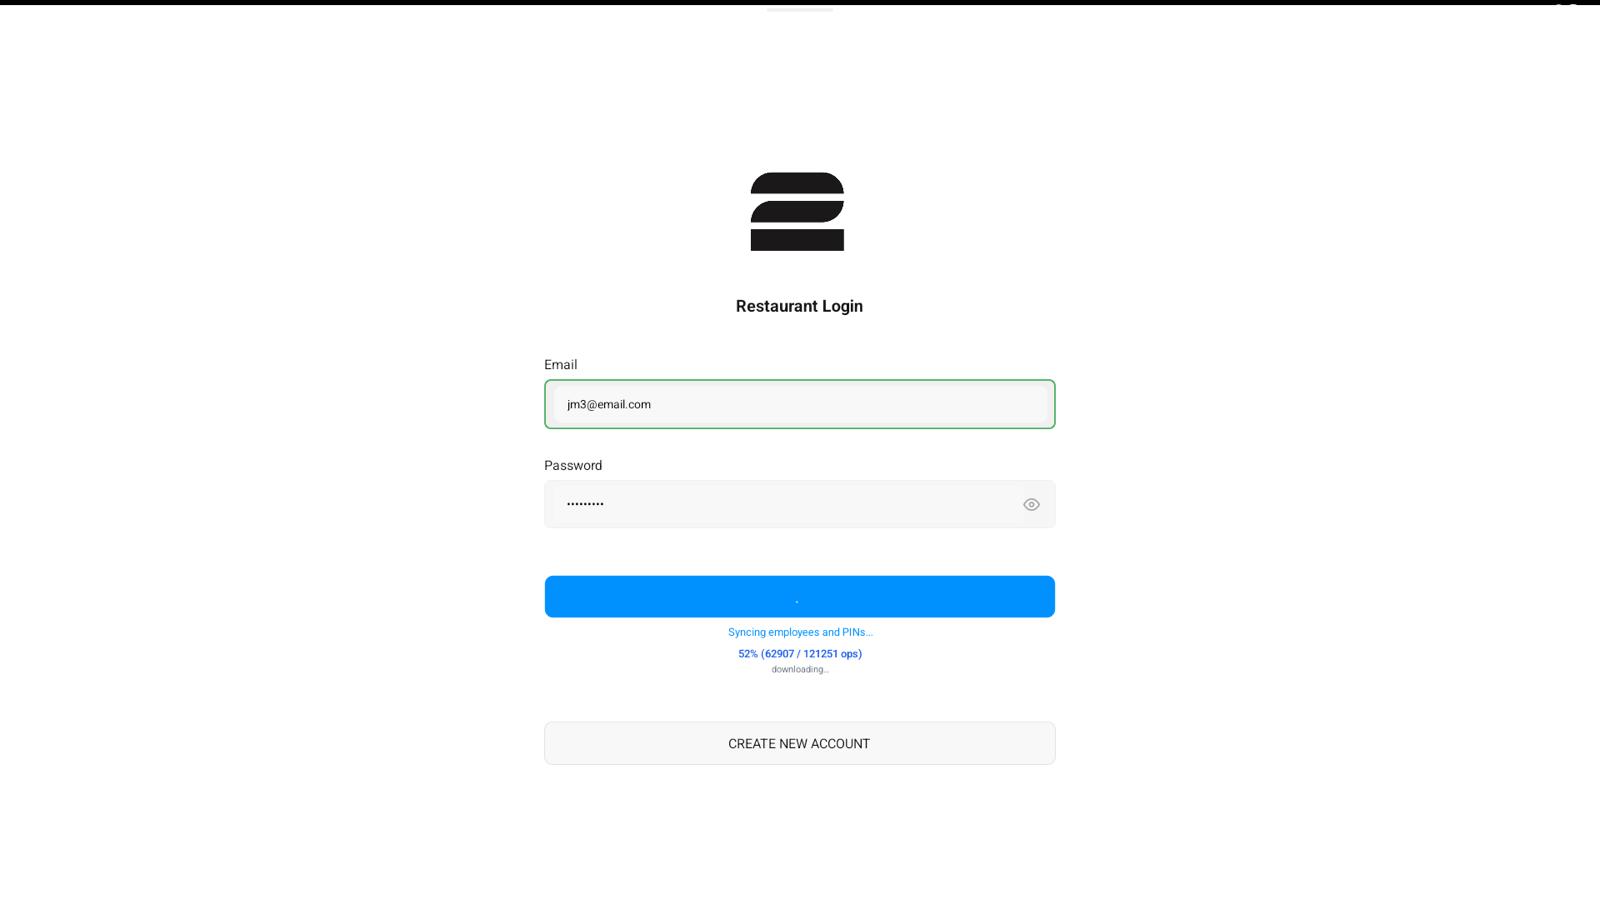 Restaurant Login
Email
jm3@email.com
Password
•••••••••
.
Syncing employees and PINs...
52% (62907 / 121251 ops)
downloading...
CREATE NEW ACCOUNT